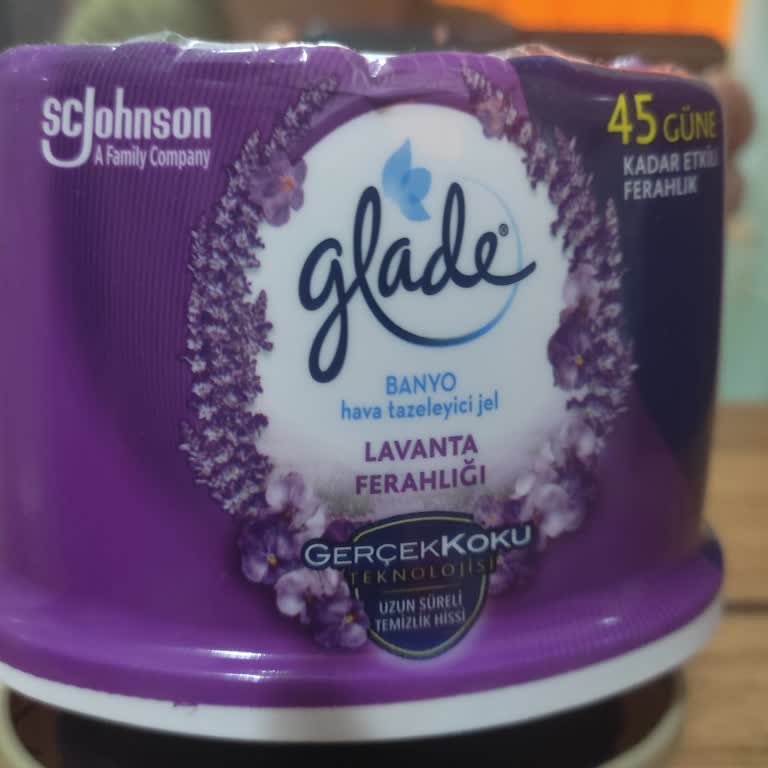 SCJohnson
A Family Company
45 GÜNE
KADAR ETKİLİ
FERAHLIK
glade®
BANYO
hava tazeleyici jel
LAVANTA
FERAHLIĞI
GERÇEKKOKU
TEKNOLOJİSİ
UZUN SÜRELİ
TEMİZLİK HİSSİ